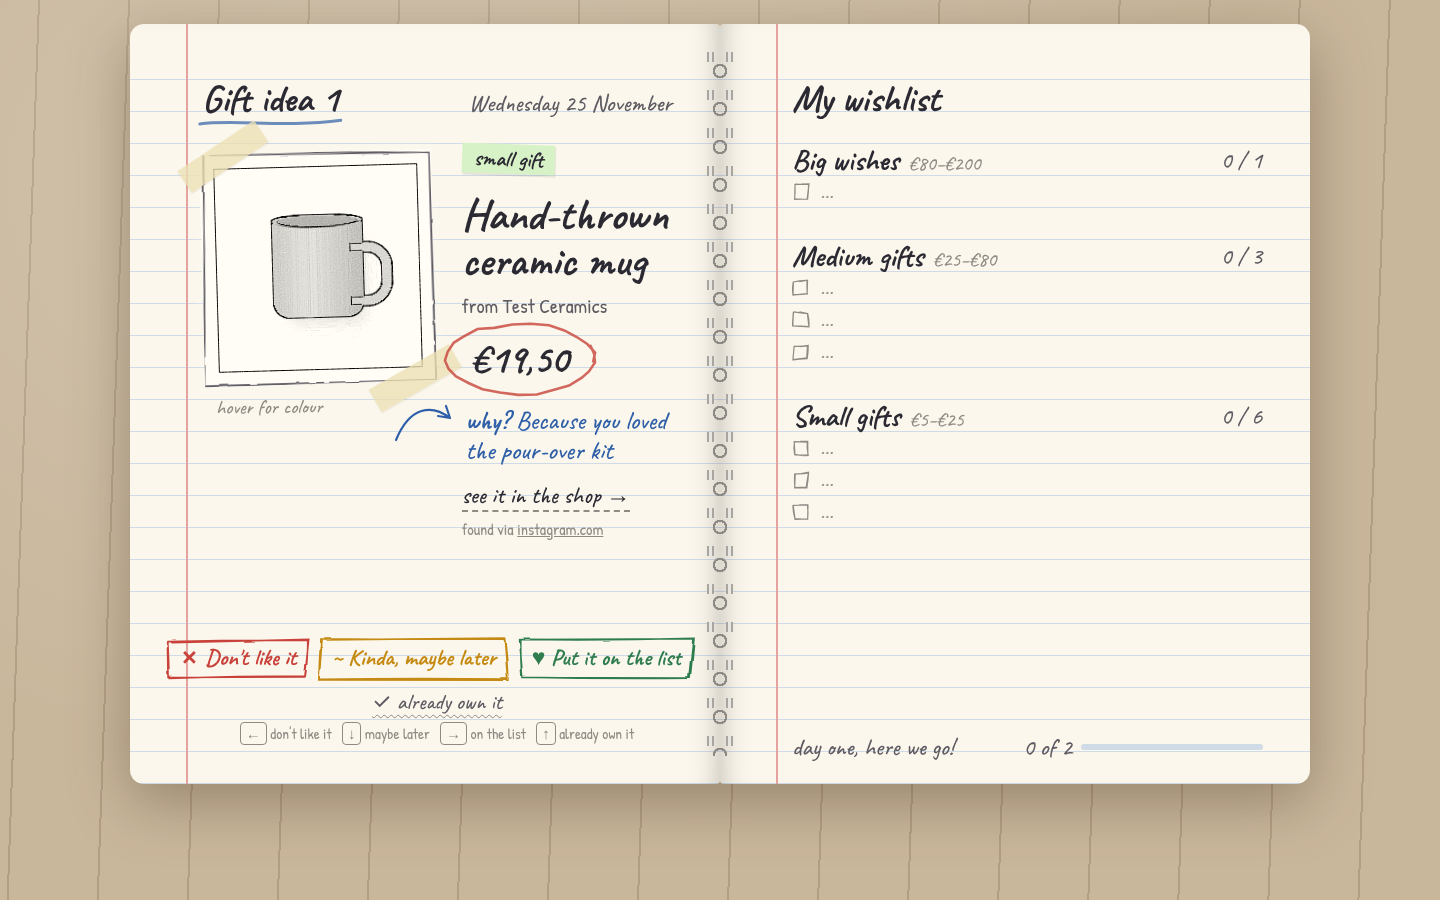 Gift idea 1
Wednesday 25 November
small gift
Hand-thrown
ceramic mug
from Test Ceramics
€19,50
hover for colour
why? Because you loved
the pour-over kit
see it in the shop →
found via instagram.com
✕ Don't like it
~ Kinda, maybe later
♥ Put it on the list
✓ already own it
← don't like it ↓ maybe later → on the list ↑ already own it
My wishlist
Big wishes €80–€200 0 / 1
...
Medium gifts €25–€80 0 / 3
...
...
...
Small gifts €5–€25 0 / 6
...
...
...
day one, here we go! 0 of 2